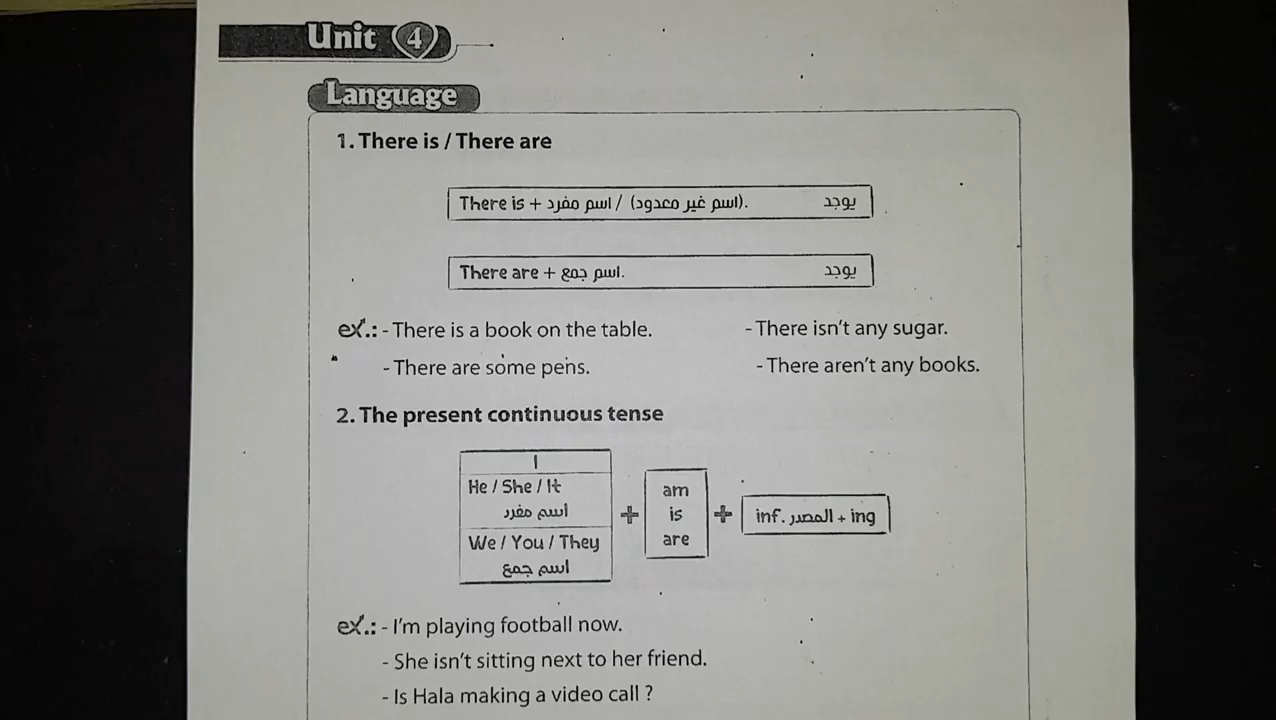 Unit 4
Language
1. There is / There are
There is + اسم مفرد / (اسم غير معدود). يوجد
There are + اسم جمع. يوجد
ex.: - There is a book on the table. - There isn't any sugar.
- There are some pens. - There aren't any books.
2. The present continuous tense
I
He / She / It
اسم مفرد
We / You / They
اسم جمع
+
am
is
are
+
inf. المصدر + ing
ex.: - I'm playing football now.
- She isn't sitting next to her friend.
- Is Hala making a video call ?